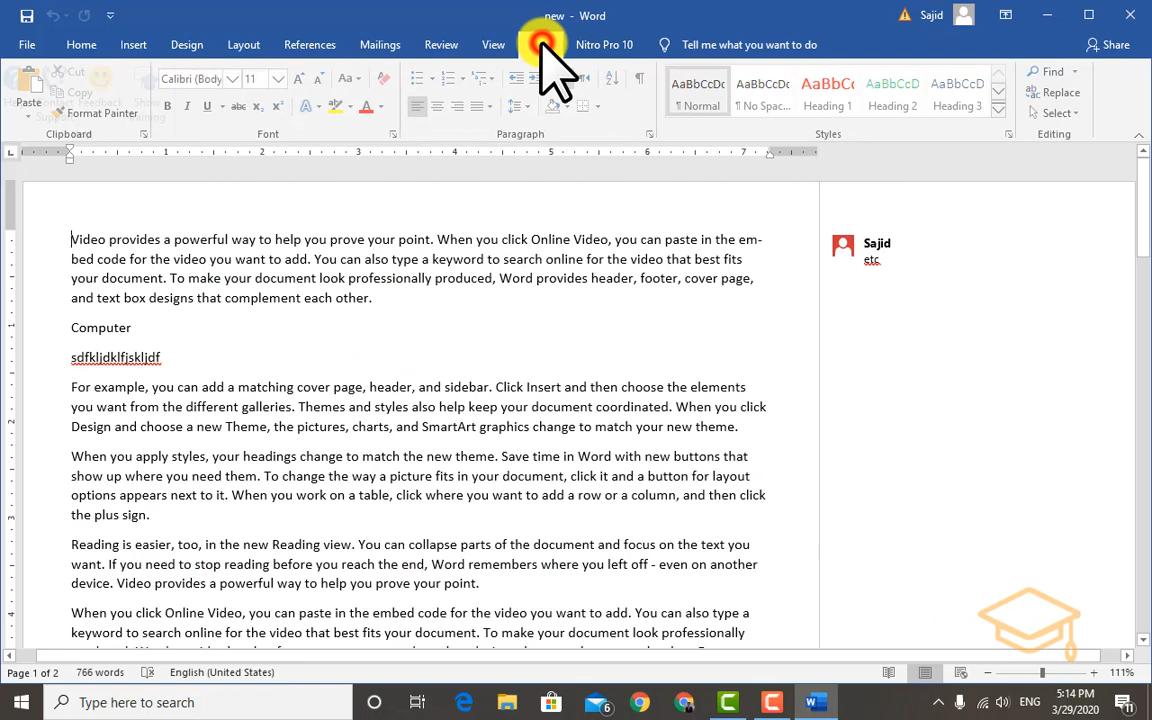 new - Word
Sajid
File Home Insert Design Layout References Mailings Review View Nitro Pro 10 Tell me what you want to do Share
Paste
Cut
Copy
Format Painter
Clipboard
Calibri (Body 11
Aa
B I U abc
A
Font
Paragraph
AaBbCcDc AaBbCcDc AaBbCc AaBbCcC AaBbCcD
¶ Normal ¶ No Spac... Heading 1 Heading 2 Heading 3
Styles
Find
Replace
Select
Editing
1 2 3 4 5 6 7
Video provides a powerful way to help you prove your point. When you click Online Video, you can paste in the em-
bed code for the video you want to add. You can also type a keyword to search online for the video that best fits
your document. To make your document look professionally produced, Word provides header, footer, cover page,
and text box designs that complement each other.
Computer
sdfkljdklfjskljdf
For example, you can add a matching cover page, header, and sidebar. Click Insert and then choose the elements
you want from the different galleries. Themes and styles also help keep your document coordinated. When you click
Design and choose a new Theme, the pictures, charts, and SmartArt graphics change to match your new theme.
When you apply styles, your headings change to match the new theme. Save time in Word with new buttons that
show up where you need them. To change the way a picture fits in your document, click it and a button for layout
options appears next to it. When you work on a table, click where you want to add a row or a column, and then click
the plus sign.
Reading is easier, too, in the new Reading view. You can collapse parts of the document and focus on the text you
want. If you need to stop reading before you reach the end, Word remembers where you left off - even on another
device. Video provides a powerful way to help you prove your point.
When you click Online Video, you can paste in the embed code for the video you want to add. You can also type a
keyword to search online for the video that best fits your document. To make your document look professionally
Sajid
etc
Page 1 of 2 766 words English (United States) 111%
Type here to search
6
ENG
5:14 PM
3/29/2020
11